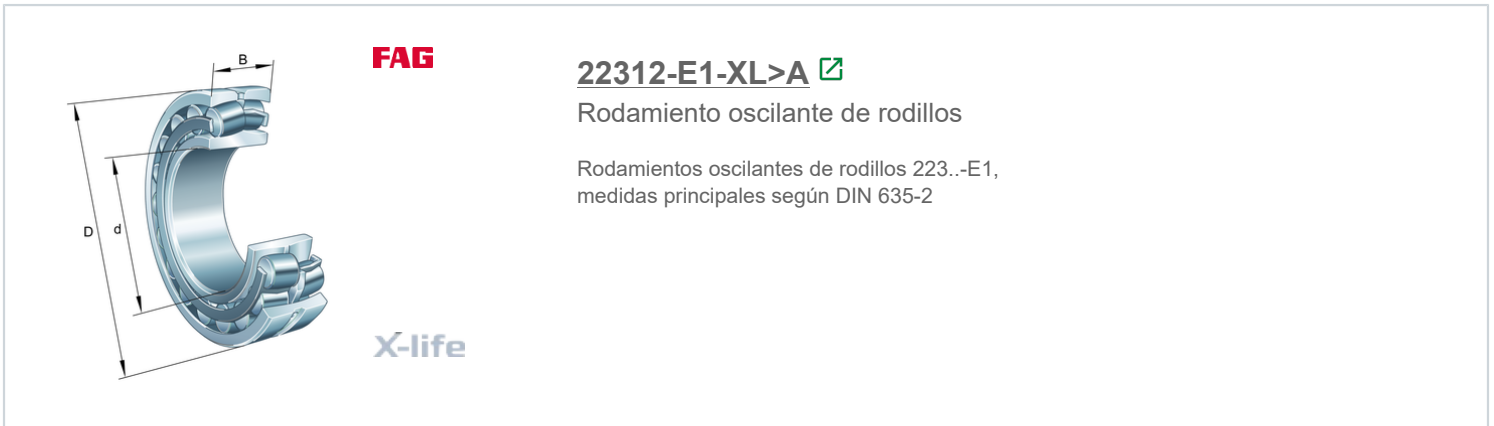 B
FAG
D
d
X-life
22312-E1-XL>A
Rodamiento oscilante de rodillos
Rodamientos oscilantes de rodillos 223..-E1,
medidas principales según DIN 635-2